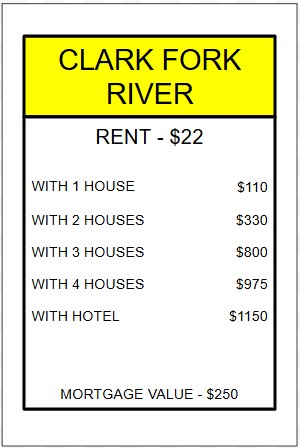 CLARK FORK
RIVER
RENT - $22
WITH 1 HOUSE $110
WITH 2 HOUSES $330
WITH 3 HOUSES $800
WITH 4 HOUSES $975
WITH HOTEL $1150
MORTGAGE VALUE - $250